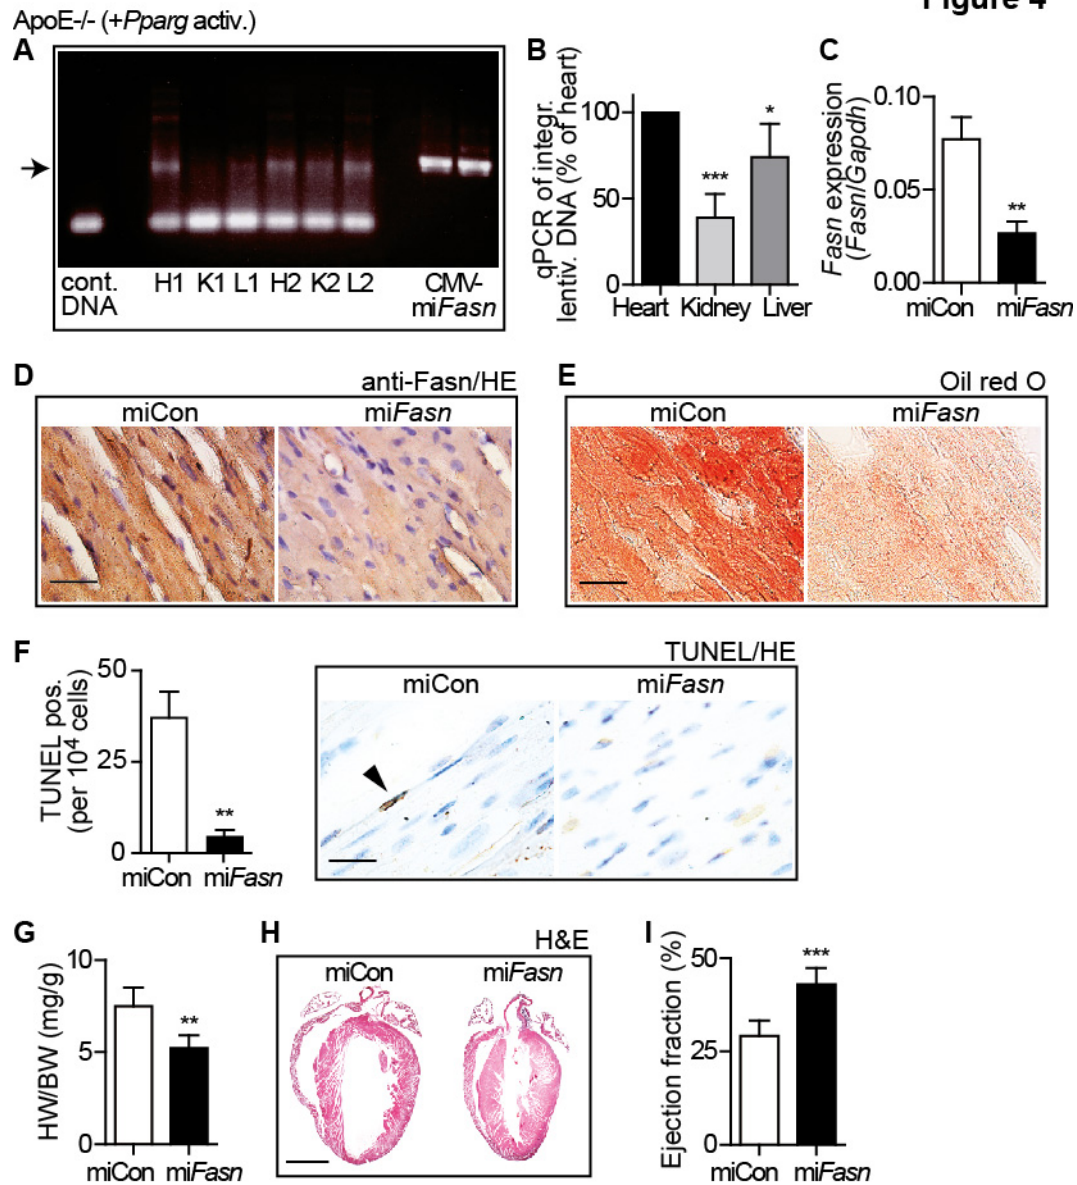 Figure 4
ApoE-/- (+Pparg activ.)
A
cont.
DNA
H1 K1 L1 H2 K2 L2
CMV-
miFasn
B
qPCR of integr.
lentiv. DNA (% of heart)
100
50
0
***
*
Heart Kidney Liver
C
Fasn expression
(Fasn/Gapdh)
0.10
0.05
0.00
**
miCon miFasn
D
anti-Fasn/HE
miCon miFasn
E
Oil red O
miCon miFasn
F
TUNEL pos.
(per 10⁴ cells)
50
25
0
**
miCon miFasn
TUNEL/HE
miCon miFasn
G
HW/BW (mg/g)
10
5
0
**
miCon miFasn
H
H&E
miCon miFasn
I
Ejection fraction (%)
50
25
0
***
miCon miFasn